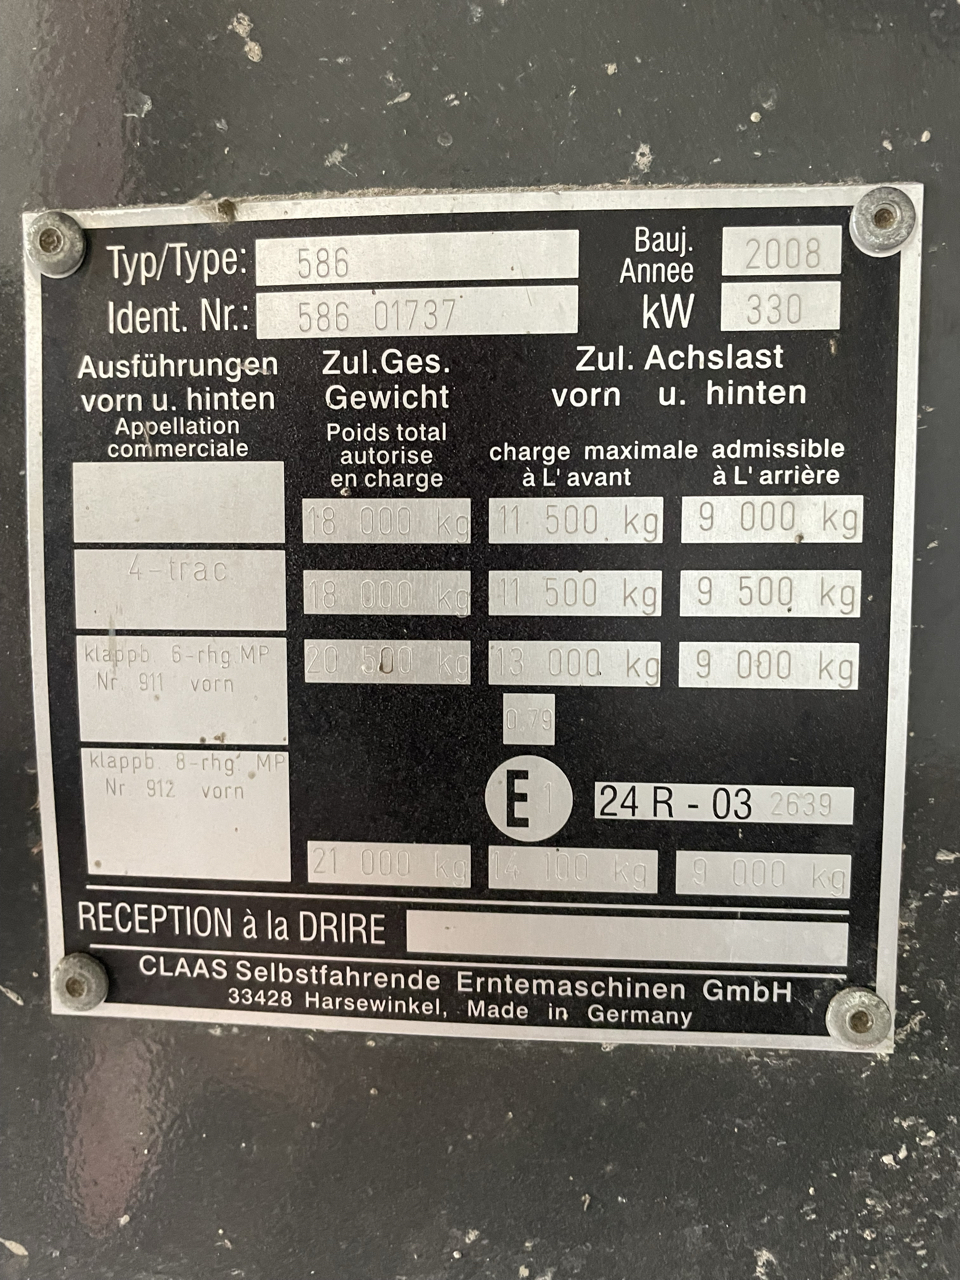 Typ/Type: 586
Bauj.
Annee 2008
Ident. Nr.: 586 01737
kW 330
Ausführungen
vorn u. hinten
Appellation
commerciale
Zul.Ges.
Gewicht
Poids total
autorise
en charge
Zul. Achslast
vorn u. hinten
charge maximale admissible
à L'avant à L'arrière
18 000 kg 11 500 kg 9 000 kg
4-trac 18 000 kg 11 500 kg 9 500 kg
klappb. 6-rhg.MP
Nr. 911 vorn
20 500 kg 13 000 kg 9 000 kg
0.79
klappb. 8-rhg. MP
Nr. 912 vorn
E 1 24 R - 03 2639
21 000 kg 14 100 kg 9 000 kg
RECEPTION à la DRIRE
CLAAS Selbstfahrende Erntemaschinen GmbH
33428 Harsewinkel, Made in Germany